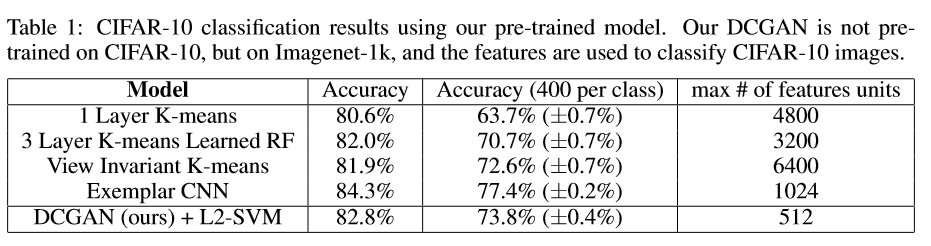 Table 1: CIFAR-10 classification results using our pre-trained model. Our DCGAN is not pre-
trained on CIFAR-10, but on Imagenet-1k, and the features are used to classify CIFAR-10 images.
Model Accuracy Accuracy (400 per class) max # of features units
1 Layer K-means 80.6% 63.7% (±0.7%) 4800
3 Layer K-means Learned RF 82.0% 70.7% (±0.7%) 3200
View Invariant K-means 81.9% 72.6% (±0.7%) 6400
Exemplar CNN 84.3% 77.4% (±0.2%) 1024
DCGAN (ours) + L2-SVM 82.8% 73.8% (±0.4%) 512